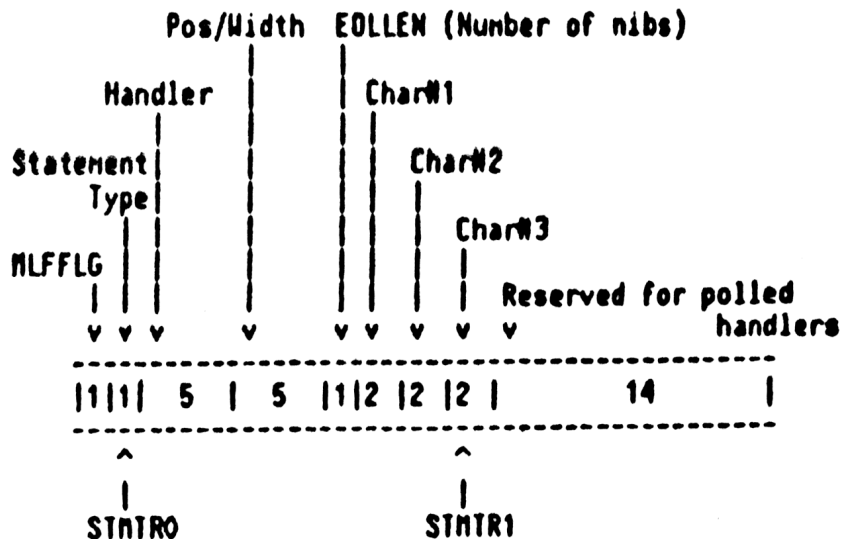 Pos/Width EOLLEN (Number of nibs)
Handler Char#1
Statement Char#2
Type
Char#3
MLFFLG
Reserved for polled
handlers
|1|1| 5 | 5 |1|2 |2 |2 | 14 |
STMTR0 STMTR1